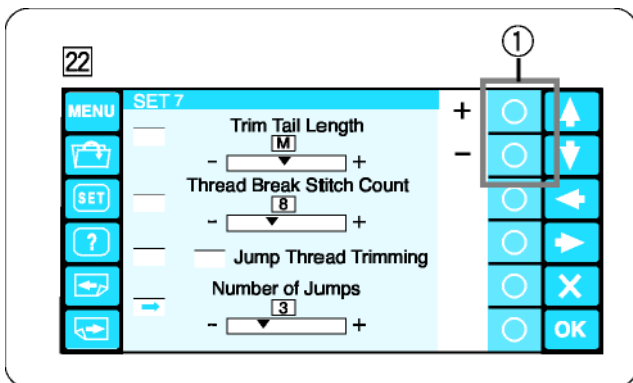 ①
22
MENU
SET 7
+
Trim Tail Length
M
- +
-
Thread Break Stitch Count
SET
8
- +
?
Jump Thread Trimming
Number of Jumps
3
- +
OK